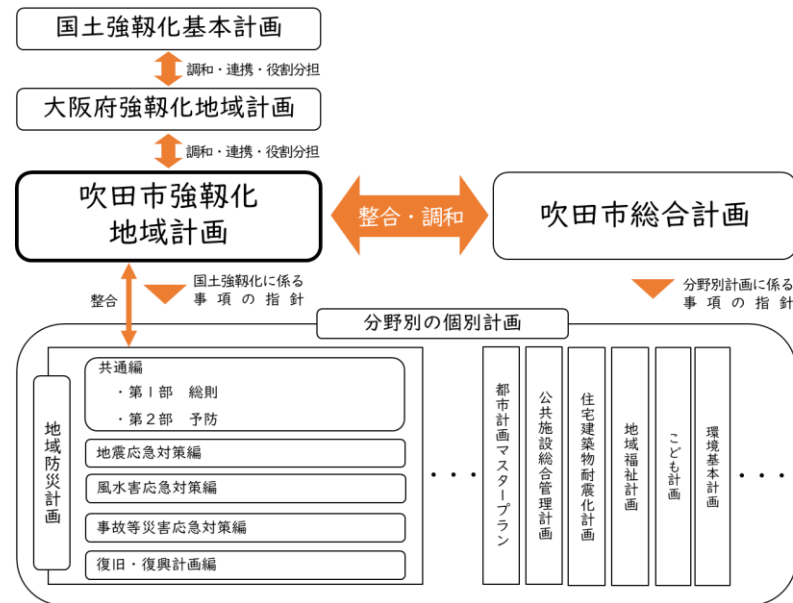 国土強靱化基本計画
調和・連携・役割分担
大阪府強靱化地域計画
調和・連携・役割分担
吹田市強靱化
地域計画
整合・調和
吹田市総合計画
整合
国土強靱化に係る
事項の指針
分野別計画に係る
事項の指針
分野別の個別計画
地域防災計画
共通編
・第1部 総則
・第2部 予防
地震応急対策編
風水害応急対策編
事故等災害応急対策編
復旧・復興計画編
・・・
都市計画マスタープラン
公共施設総合管理計画
住宅建築物耐震化計画
地域福祉計画
こども計画
環境基本計画
・・・